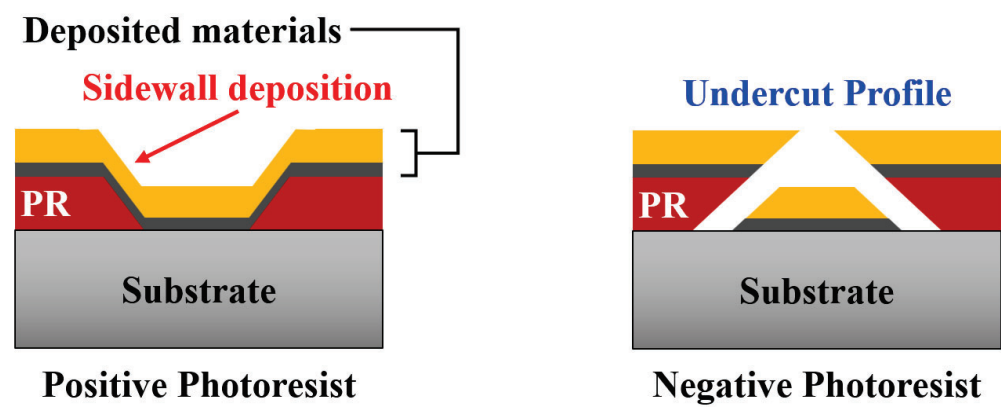 Deposited materials
Sidewall deposition
Undercut Profile
PR
PR
Substrate
Substrate
Positive Photoresist
Negative Photoresist